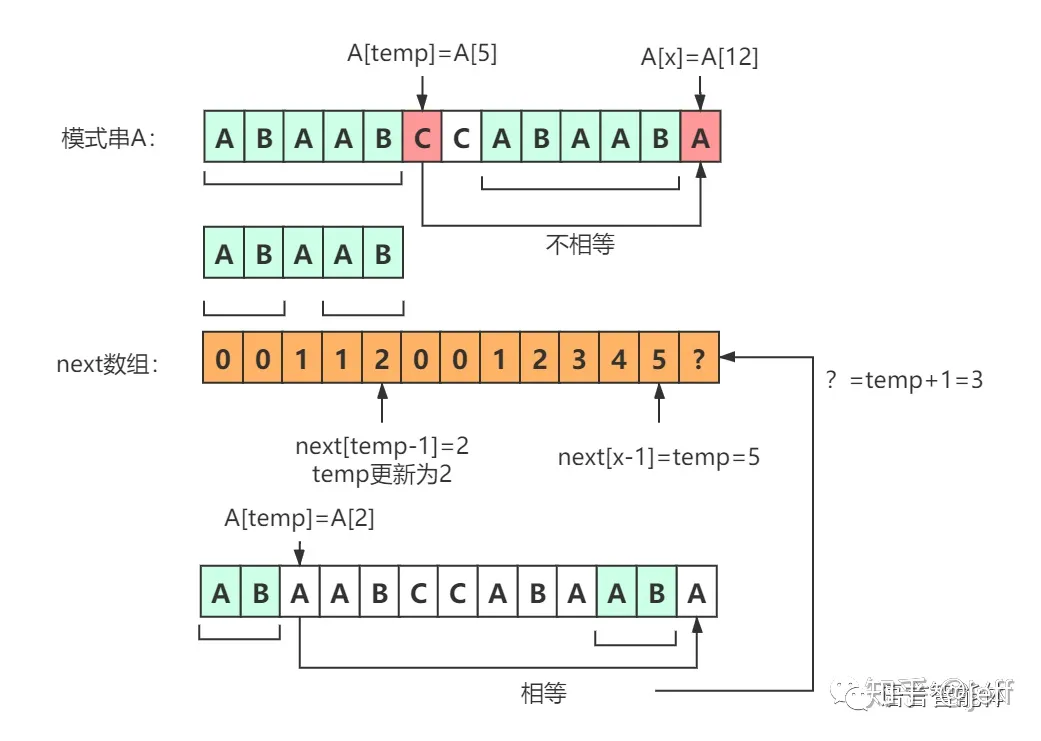 A[temp]=A[5]
A[x]=A[12]
模式串A:
A B A A B C C A B A A B A
不相等
A B A A B
next数组:
0 0 1 1 2 0 0 1 2 3 4 5 ?
? =temp+1=3
next[temp-1]=2
temp更新为2
next[x-1]=temp=5
A[temp]=A[2]
A B A A B C C A B A A B A
相等
知乎 @jeff